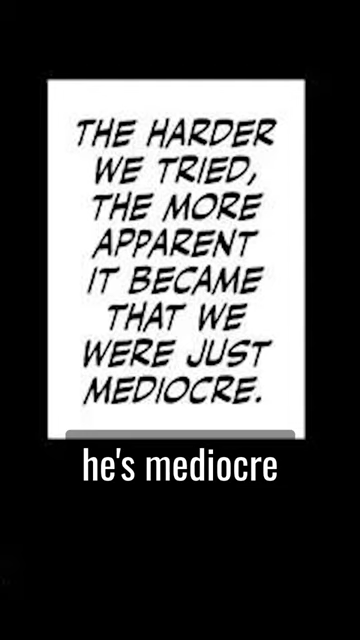 THE HARDER
WE TRIED,
THE MORE
APPARENT
IT BECAME
THAT WE
WERE JUST
MEDIOCRE.
he's mediocre